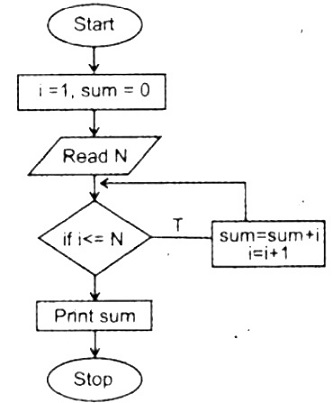 Start
i =1, sum = 0
Read N
if i<= N
T
sum=sum+i
i=i+1
Print sum
Stop